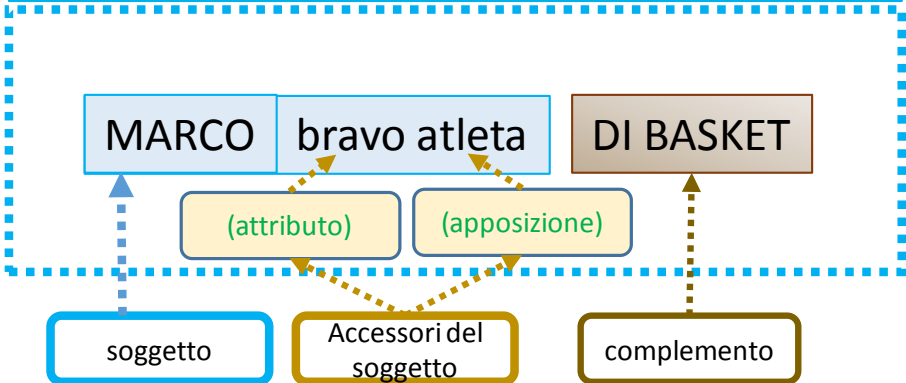 MARCO bravo atleta DI BASKET
(attributo) (apposizione)
soggetto
Accessori del
soggetto
complemento